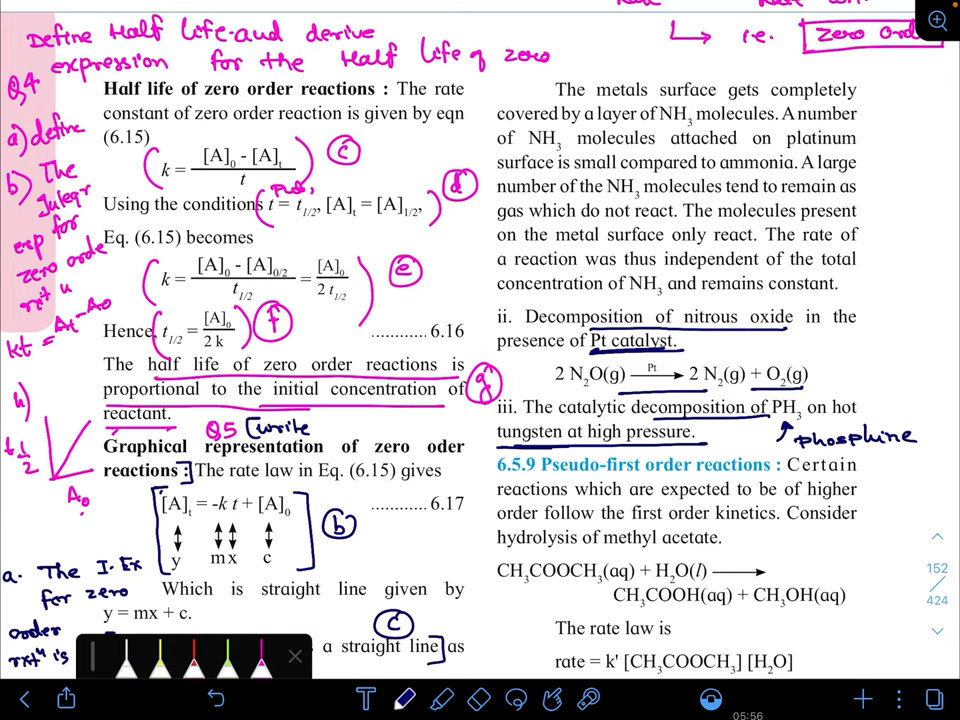 i.e. Zero Ord
Define Half life and derive
expression for the Half Life of zero
Q4
a) define
b) The
Integr
exp for
zero orde
rxⁿ u
kt = At - A0
h)
t 1/2
A0
Half life of zero order reactions : The rate
constant of zero order reaction is given by eqn
(6.15)
k = [A]0 - [A]t / t
c
Put,
Using the conditions t = t1/2, [A]t = [A]1/2,
d
Eq. (6.15) becomes
k = [A]0 - [A]0/2 / t1/2 = [A]0 / 2 t1/2
e
Hence, t1/2 = [A]0 / 2 k ............ 6.16
f
The half life of zero order reactions is
proportional to the initial concentration of
reactant.
g
Q5 [write
Graphical representation of zero oder
reactions : ] The rate law in Eq. (6.15) gives
[A]t = -k t + [A]0 ............ 6.17
y m x c
b
a. The I. Ex
for zero
order
rxtⁿ is
Which is straight line given by
y = mx + c.
c
a straight line ] as
The metals surface gets completely
covered by a layer of NH3 molecules. A number
of NH3 molecules attached on platinum
surface is small compared to ammonia. A large
number of the NH3 molecules tend to remain as
gas which do not react. The molecules present
on the metal surface only react. The rate of
a reaction was thus independent of the total
concentration of NH3 and remains constant.
ii. Decomposition of nitrous oxide in the
presence of Pt catalyst.
2 N2O(g) —Pt→ 2 N2(g) + O2(g)
iii. The catalytic decomposition of PH3 on hot
tungsten at high pressure.
phosphine
6.5.9 Pseudo-first order reactions : Certain
reactions which are expected to be of higher
order follow the first order kinetics. Consider
hydrolysis of methyl acetate.
CH3COOCH3(aq) + H2O(l) ⟶
CH3COOH(aq) + CH3OH(aq)
The rate law is
rate = k' [CH3COOCH3] [H2O]
152
424
05:56